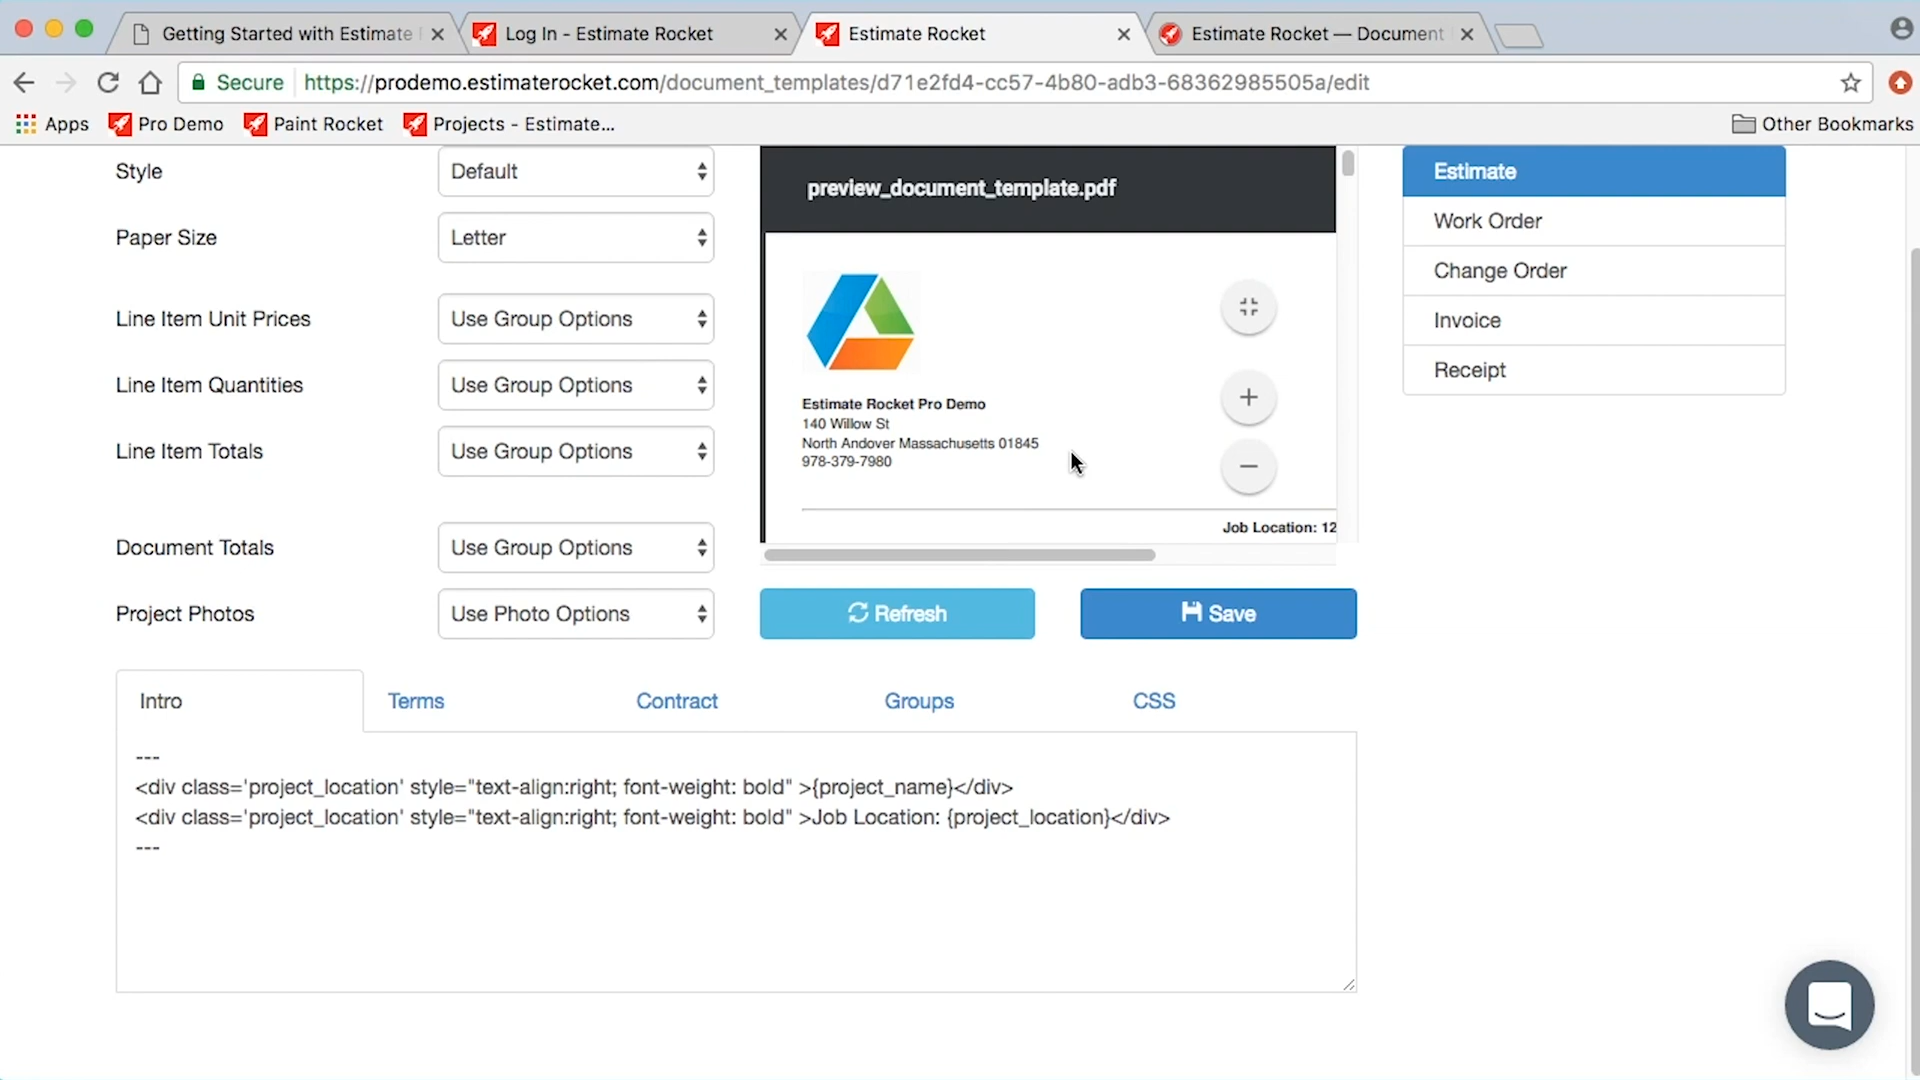 Getting Started with Estimate
Log In - Estimate Rocket
Estimate Rocket
Estimate Rocket — Document
Secure
https://prodemo.estimaterocket.com/document_templates/d71e2fd4-cc57-4b80-adb3-68362985505a/edit
Apps
Pro Demo
Paint Rocket
Projects - Estimate...
Other Bookmarks
Style
Default
Paper Size
Letter
Line Item Unit Prices
Use Group Options
Line Item Quantities
Use Group Options
Line Item Totals
Use Group Options
Document Totals
Use Group Options
Project Photos
Use Photo Options
preview_document_template.pdf
Estimate Rocket Pro Demo
140 Willow St
North Andover Massachusetts 01845
978-379-7980
Job Location: 12
Refresh
Save
Estimate
Work Order
Change Order
Invoice
Receipt
Intro
Terms
Contract
Groups
CSS
---
<div class='project_location' style="text-align:right; font-weight: bold" >{project_name}</div>
<div class='project_location' style="text-align:right; font-weight: bold" >Job Location: {project_location}</div>
---